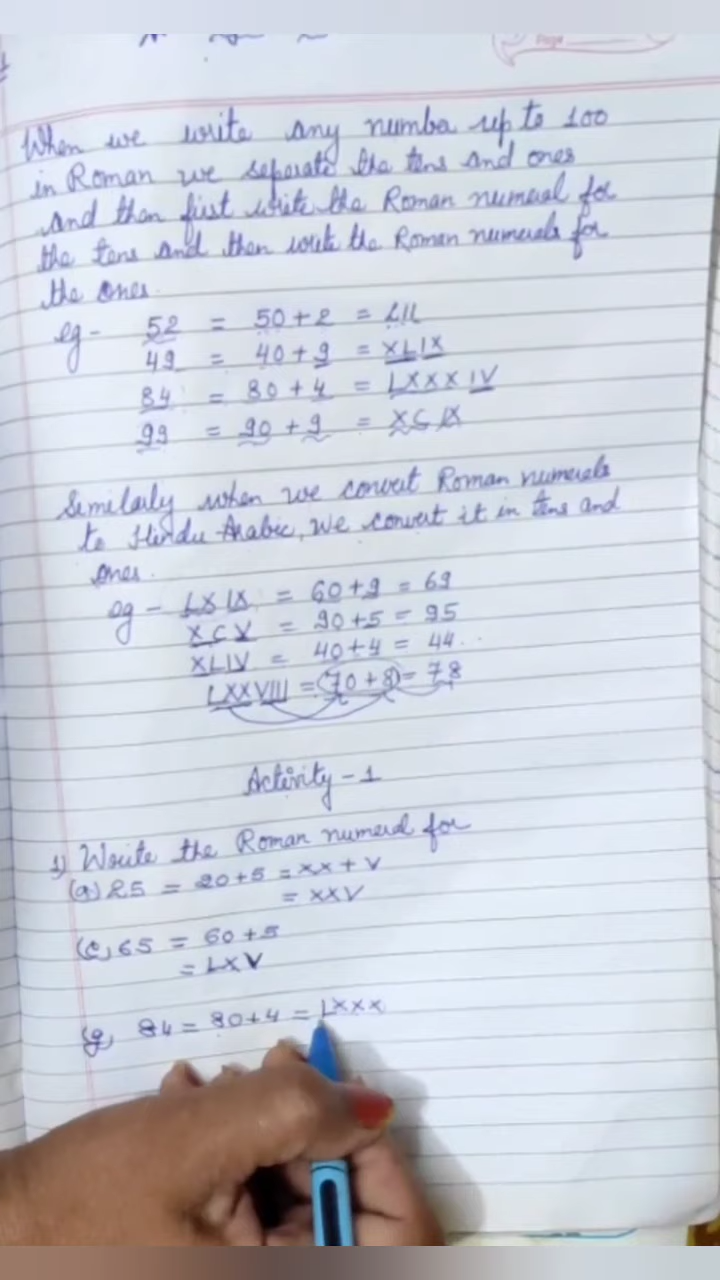 Page
When we write any number up to 100
in Roman we separate the tens and ones
and then first write the Roman numeral for
the tens and then write the Roman numerals for
the ones.
eg - 52 = 50+2 = LII
49 = 40+9 = XLIX
84 = 80+4 = LXXXIV
99 = 90+9 = XCIX
Similarly when we convert Roman numerals
to Hindu Arabic, we convert it in tens and
ones.
eg - LXIX = 60+9 = 69
XCV = 90+5 = 95
XLIV = 40+4 = 44
LXXVIII = (70+8) = 78
Activity - 1
1) Write the Roman numeral for
(a) 25 = 20+5 = XX + V
= XXV
(c) 65 = 60+5
= LXV
(g) 84 = 80+4 = LXXX